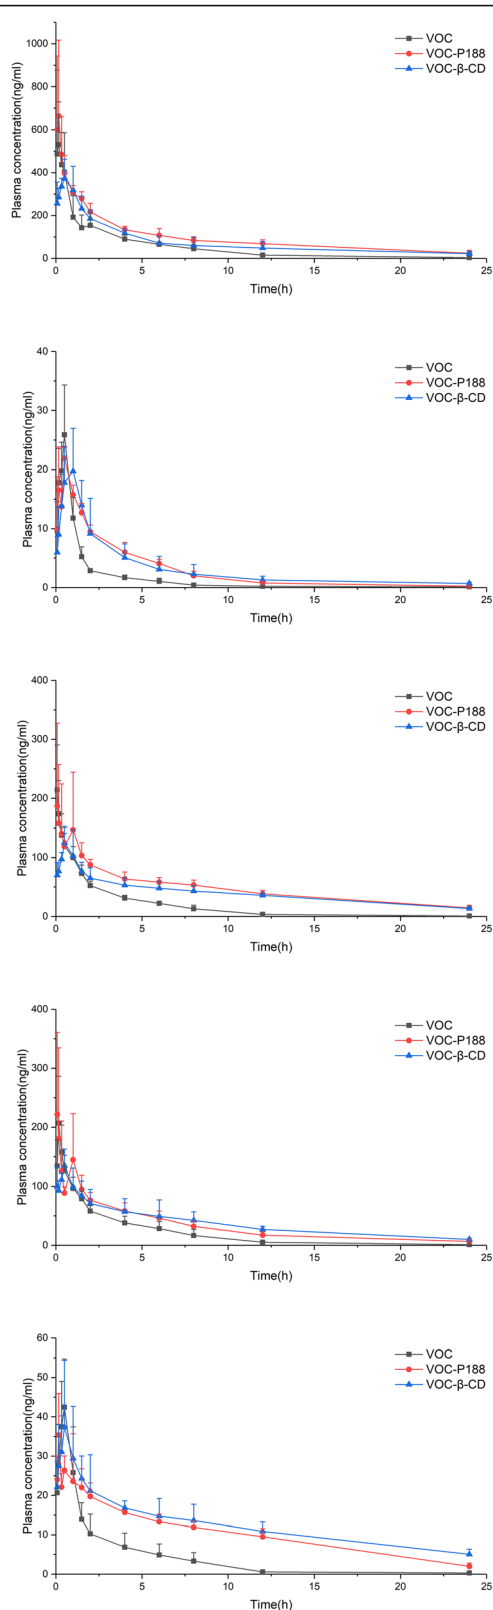 VOC
VOC-P188
VOC-β-CD
Plasma concentration(ng/ml)
1000
800
600
400
200
0
0 5 10 15 20 25
Time(h)
VOC
VOC-P188
VOC-β-CD
Plasma concentration(ng/ml)
40
30
20
10
0
0 5 10 15 20 25
Time(h)
VOC
VOC-P188
VOC-β-CD
Plasma concentration(ng/ml)
400
300
200
100
0
0 5 10 15 20 25
Time(h)
VOC
VOC-P188
VOC-β-CD
Plasma concentration(ng/ml)
400
300
200
100
0
0 5 10 15 20 25
Time(h)
VOC
VOC-P188
VOC-β-CD
Plasma concentration(ng/ml)
60
50
40
30
20
10
0
0 5 10 15 20 25
Time(h)